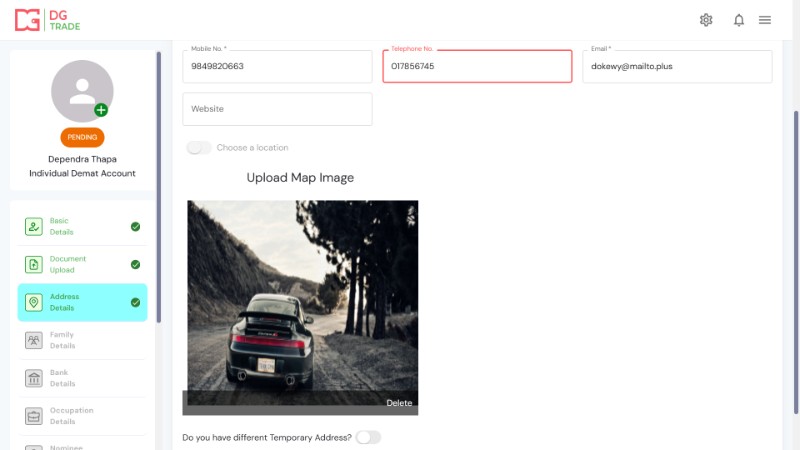 DG
TRADE
Mobile No. *
Telephone No.
Email *
9849820663
017856745
dokewy@mailto.plus
Website
PENDING
Choose a location
Dependra Thapa
Individual Demat Account
Upload Map Image
Basic
Details
Document
Upload
Address
Details
Family
Details
Bank
Details
Occupation
Details
Nominee
Delete
Do you have different Temporary Address?